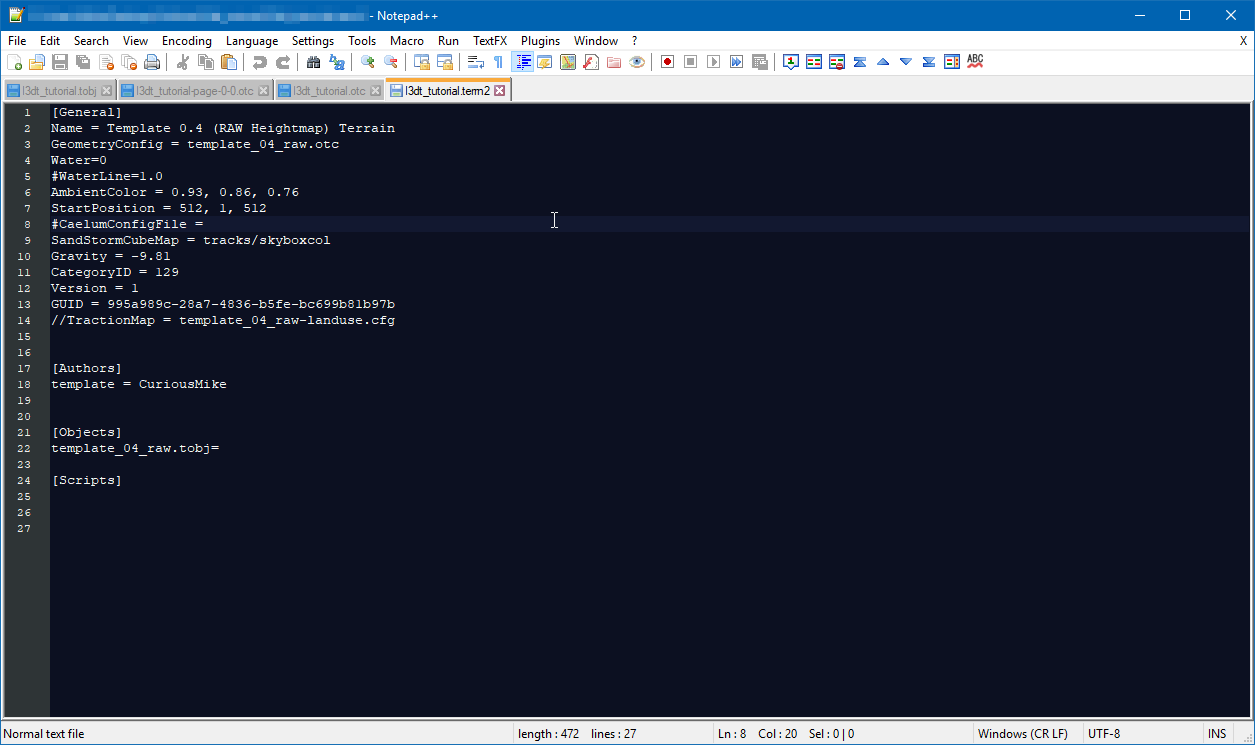 - Notepad++
File Edit Search View Encoding Language Settings Tools Macro Run TextFX Plugins Window ? X
ABC
l3dt_tutorial.tobj l3dt_tutorial-page-0-0.otc l3dt_tutorial.otc l3dt_tutorial.terrn2
1 [General]
2 Name = Template 0.4 (RAW Heightmap) Terrain
3 GeometryConfig = template_04_raw.otc
4 Water=0
5 #WaterLine=1.0
6 AmbientColor = 0.93, 0.86, 0.76
7 StartPosition = 512, 1, 512
8 #CaelumConfigFile =
9 SandStormCubeMap = tracks/skyboxcol
10 Gravity = -9.81
11 CategoryID = 129
12 Version = 1
13 GUID = 995a989c-28a7-4836-b5fe-bc699b81b97b
14 //TractionMap = template_04_raw-landuse.cfg
15
16
17 [Authors]
18 template = CuriousMike
19
20
21 [Objects]
22 template_04_raw.tobj=
23
24 [Scripts]
25
26
27
Normal text file length : 472 lines : 27 Ln : 8 Col : 20 Sel : 0 | 0 Windows (CR LF) UTF-8 INS